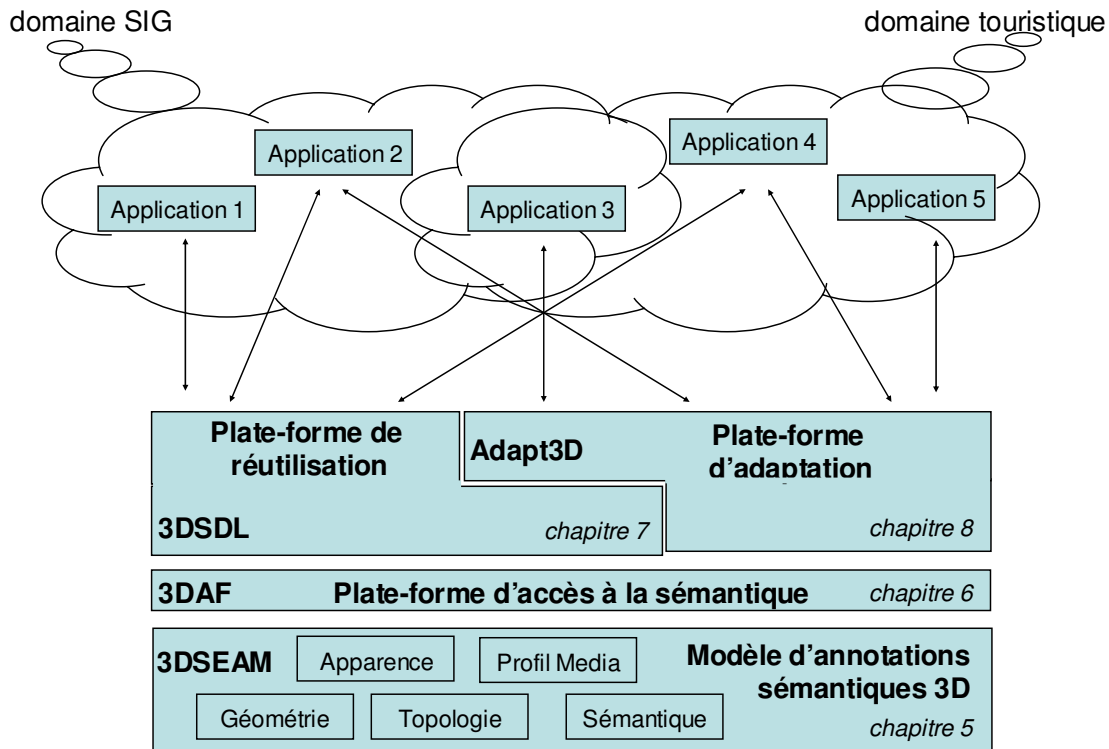 domaine SIG
domaine touristique
Application 2
Application 4
Application 1
Application 3
Application 5
Plate-forme de
réutilisation
Adapt3D
Plate-forme
d'adaptation
3DSDL
chapitre 7
chapitre 8
3DAF
Plate-forme d'accès à la sémantique
chapitre 6
3DSEAM
Apparence
Profil Media
Modèle d'annotations
sémantiques 3D
Géométrie
Topologie
Sémantique
chapitre 5